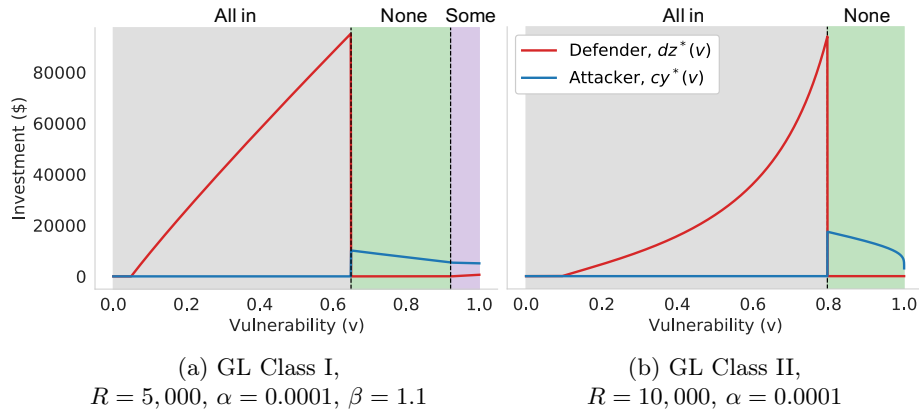 All in None Some
All in None
Investment ($)
80000
60000
40000
20000
0
0.0 0.2 0.4 0.6 0.8 1.0
Vulnerability (v)
Defender, dz*(v)
Attacker, cy*(v)
0.0 0.2 0.4 0.6 0.8 1.0
Vulnerability (v)
(a) GL Class I,
R = 5,000, α = 0.0001, β = 1.1
(b) GL Class II,
R = 10,000, α = 0.0001